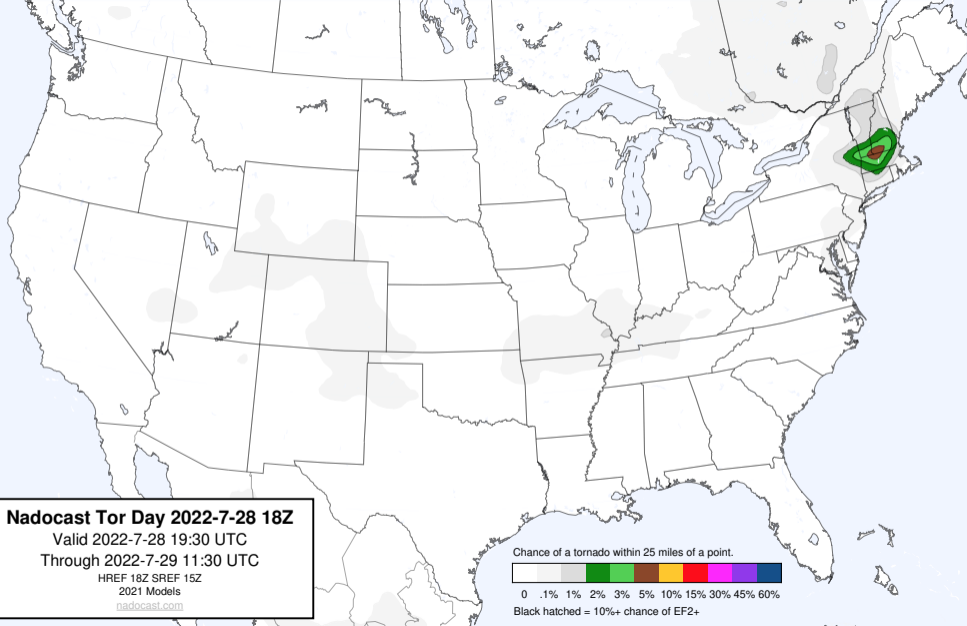 Nadocast Tor Day 2022-7-28 18Z
Valid 2022-7-28 19:30 UTC
Through 2022-7-29 11:30 UTC
HREF 18Z SREF 15Z
2021 Models
nadocast.com
Chance of a tornado within 25 miles of a point.
0 .1% 1% 2% 3% 5% 10% 15% 30% 45% 60%
Black hatched = 10%+ chance of EF2+